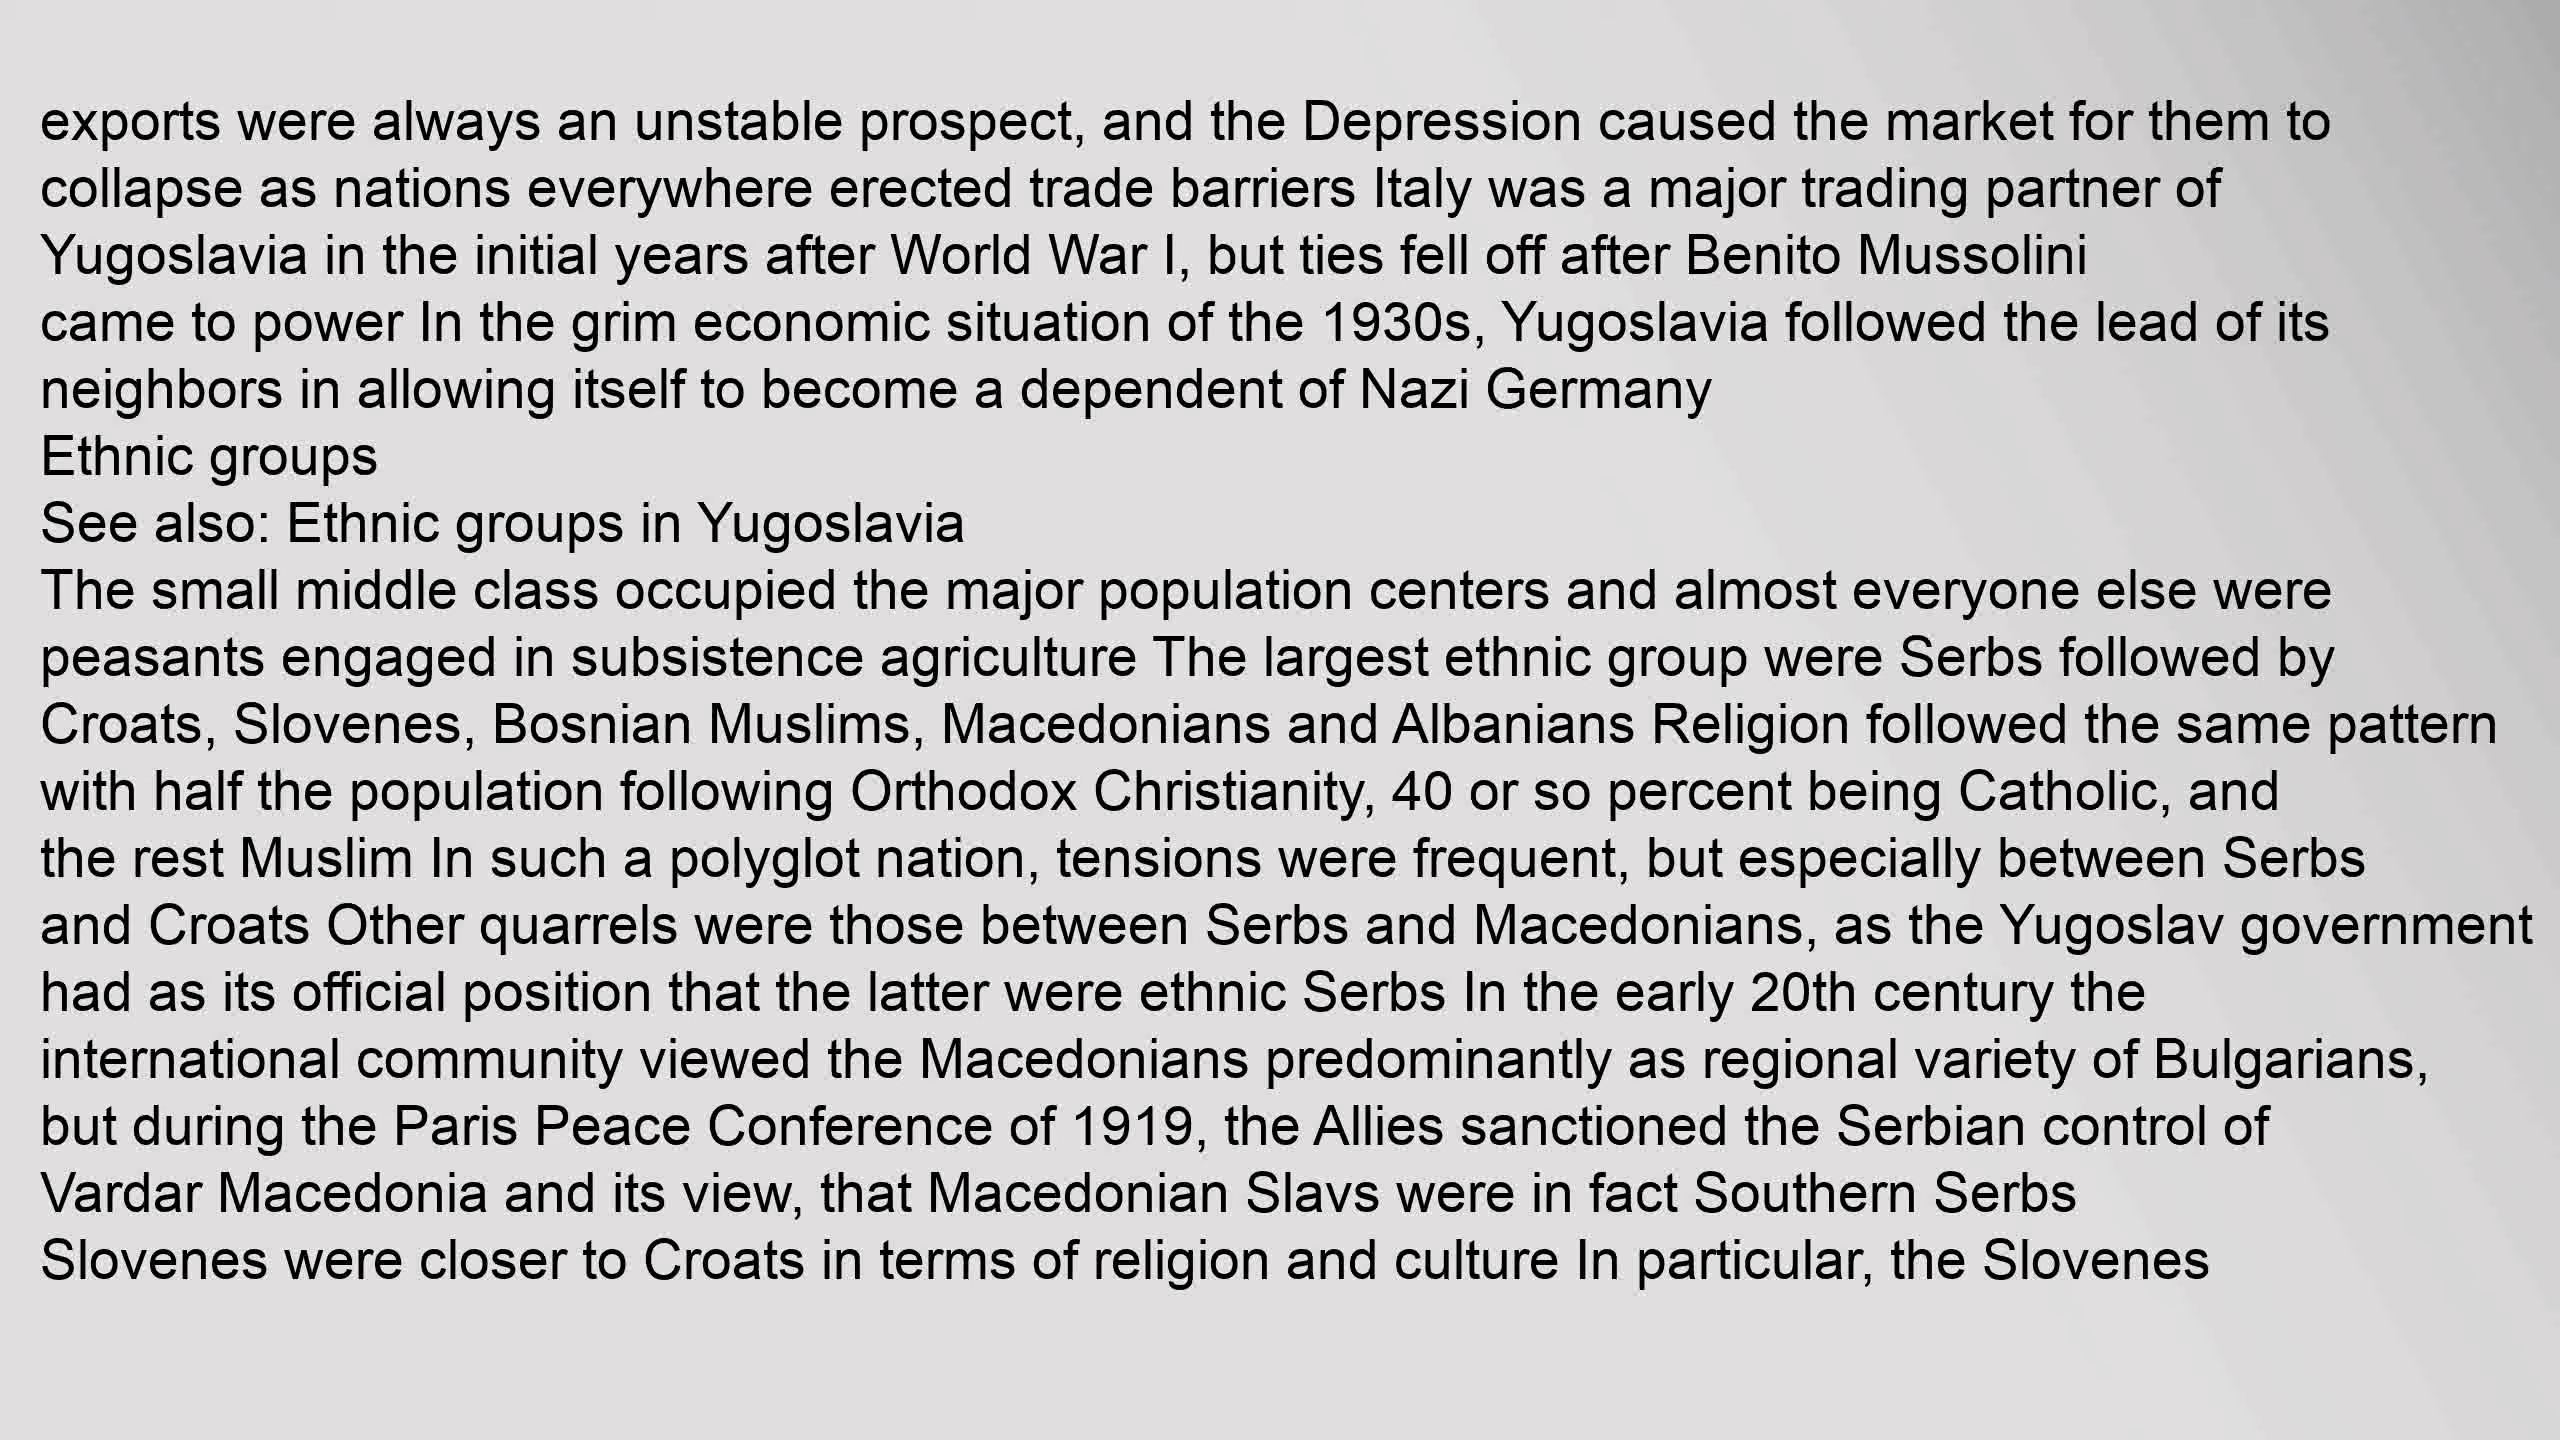 exports were always an unstable prospect, and the Depression caused the market for them to
collapse as nations everywhere erected trade barriers Italy was a major trading partner of
Yugoslavia in the initial years after World War I, but ties fell off after Benito Mussolini
came to power In the grim economic situation of the 1930s, Yugoslavia followed the lead of its
neighbors in allowing itself to become a dependent of Nazi Germany
Ethnic groups
See also: Ethnic groups in Yugoslavia
The small middle class occupied the major population centers and almost everyone else were
peasants engaged in subsistence agriculture The largest ethnic group were Serbs followed by
Croats, Slovenes, Bosnian Muslims, Macedonians and Albanians Religion followed the same pattern
with half the population following Orthodox Christianity, 40 or so percent being Catholic, and
the rest Muslim In such a polyglot nation, tensions were frequent, but especially between Serbs
and Croats Other quarrels were those between Serbs and Macedonians, as the Yugoslav government
had as its official position that the latter were ethnic Serbs In the early 20th century the
international community viewed the Macedonians predominantly as regional variety of Bulgarians,
but during the Paris Peace Conference of 1919, the Allies sanctioned the Serbian control of
Vardar Macedonia and its view, that Macedonian Slavs were in fact Southern Serbs
Slovenes were closer to Croats in terms of religion and culture In particular, the Slovenes